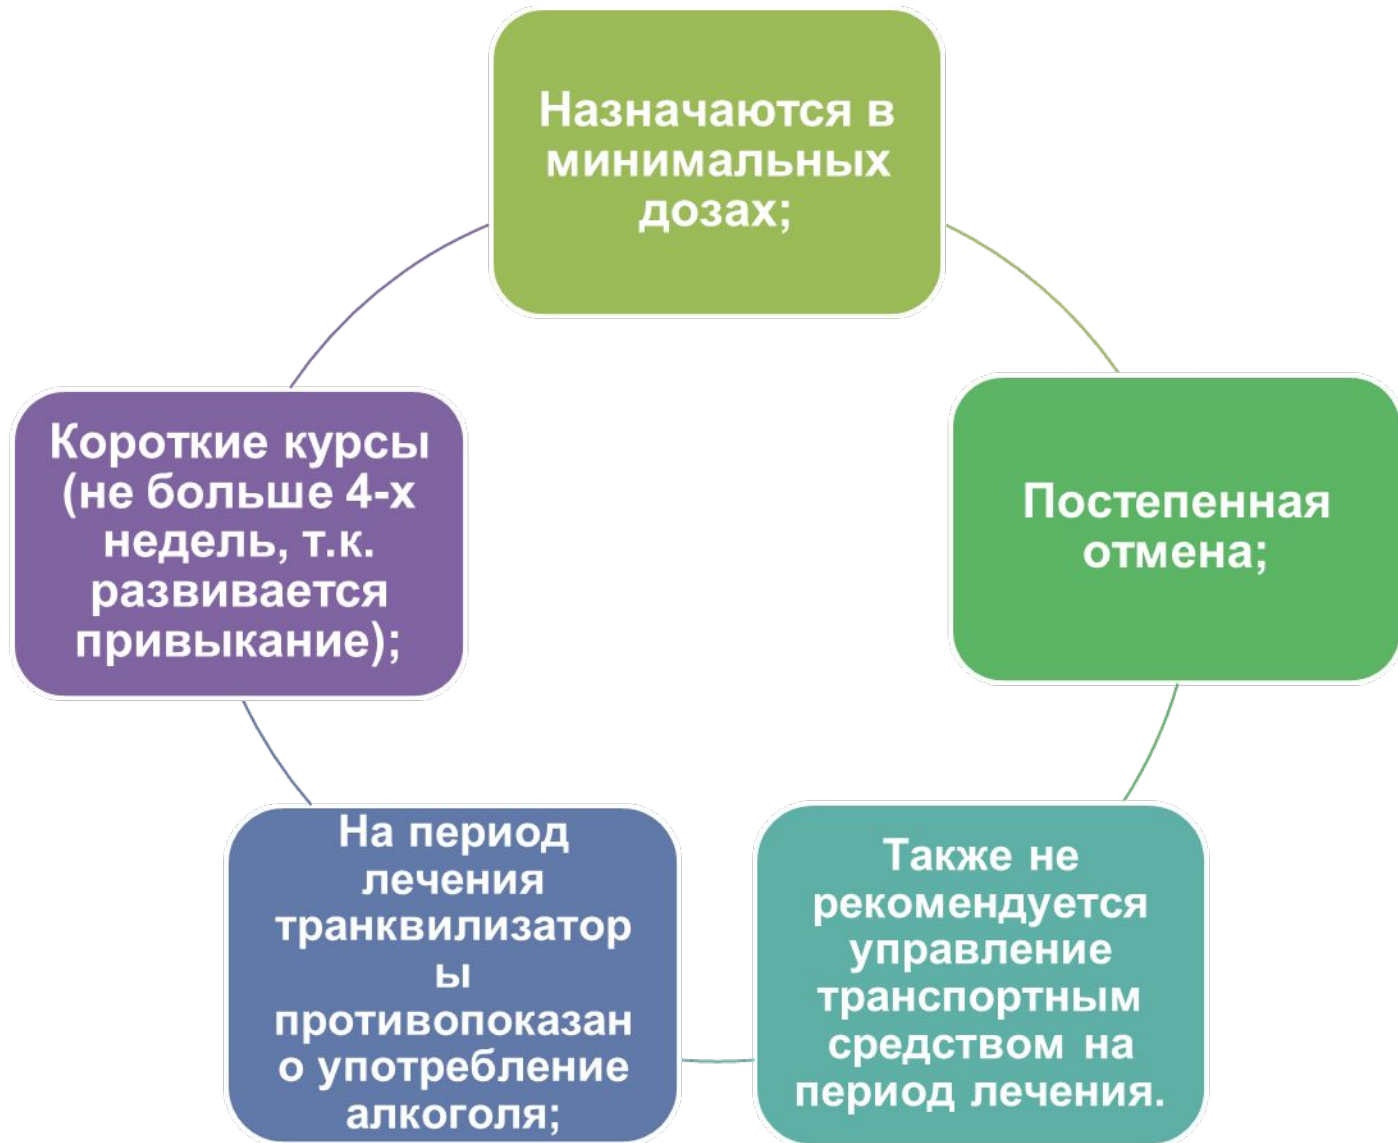 Назначаются в
минимальных
дозах;
Постепенная
отмена;
Также не
рекомендуется
управление
транспортным
средством на
период лечения.
На период
лечения
транквилизатор
ы
противопоказан
о употребление
алкоголя;
Короткие курсы
(не больше 4-х
недель, т.к.
развивается
привыкание);